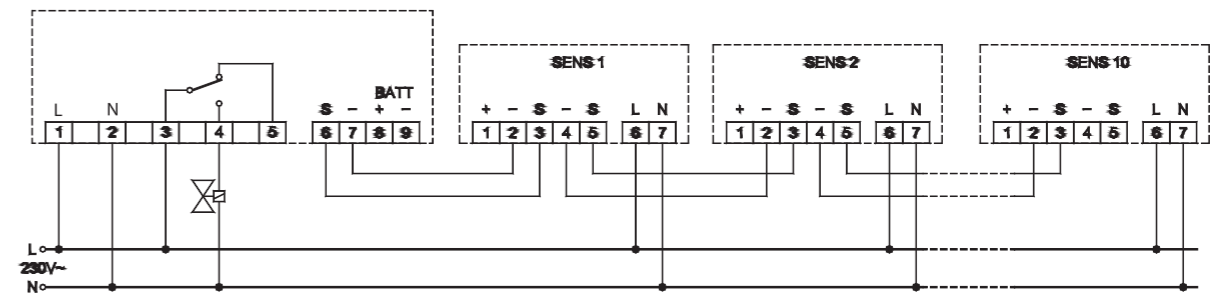 SENS 1 SENS 2 SENS 10
BATT
L N S - + - + - S - S L N + - S - S L N + - S - S L N
1 2 3 4 5 6 7 8 9 1 2 3 4 5 6 7 1 2 3 4 5 6 7 1 2 3 4 5 6 7
L
230V~
N